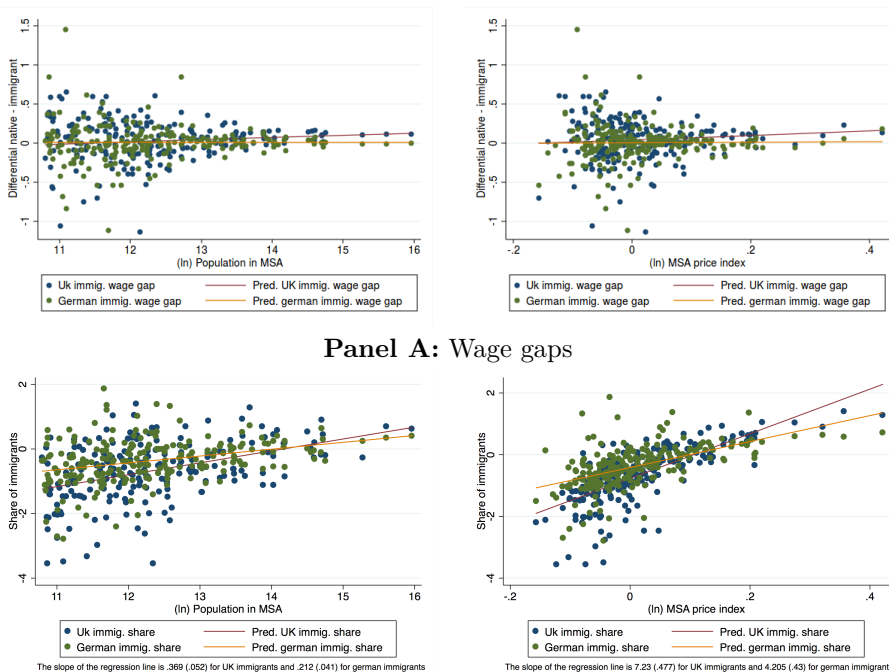 Differential native - immigrant
1.5
1
.5
0
-.5
-1
11 12 13 14 15 16
(ln) Population in MSA
Uk immig. wage gap Pred. UK immig. wage gap
German immig. wage gap Pred. german immig. wage gap
Differential native - immigrant
1.5
1
.5
0
-.5
-1
-.2 0 .2 .4
(ln) MSA price index
Uk immig. wage gap Pred. UK immig. wage gap
German immig. wage gap Pred. german immig. wage gap
Panel A: Wage gaps
Share of immigrants
2
0
-2
-4
11 12 13 14 15 16
(ln) Population in MSA
Uk immig. share Pred. UK immig. share
German immig. share Pred. german immig. share
The slope of the regression line is .369 (.052) for UK immigrants and .212 (.041) for german immigrants
Share of immigrants
2
0
-2
-4
-.2 0 .2 .4
(ln) MSA price index
Uk immig. share Pred. UK immig. share
German immig. share Pred. german immig. share
The slope of the regression line is 7.23 (.477) for UK immigrants and 4.205 (.43) for german immigrants